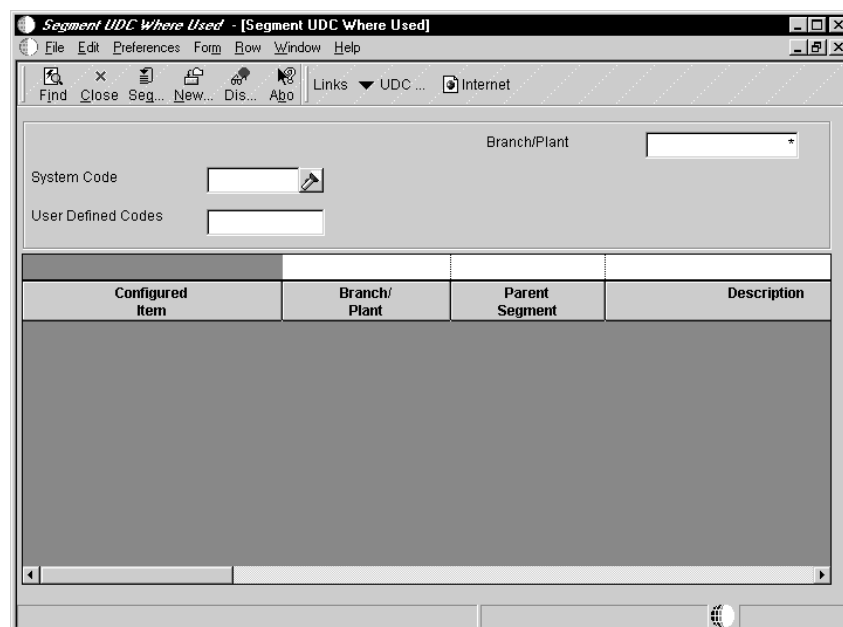 Segment UDC Where Used - [Segment UDC Where Used]
File Edit Preferences Form Row Window Help
Find Close Seg... New... Dis... Abo Links UDC ... Internet
Branch/Plant *
System Code
User Defined Codes
Configured Item
Branch/ Plant
Parent Segment
Description